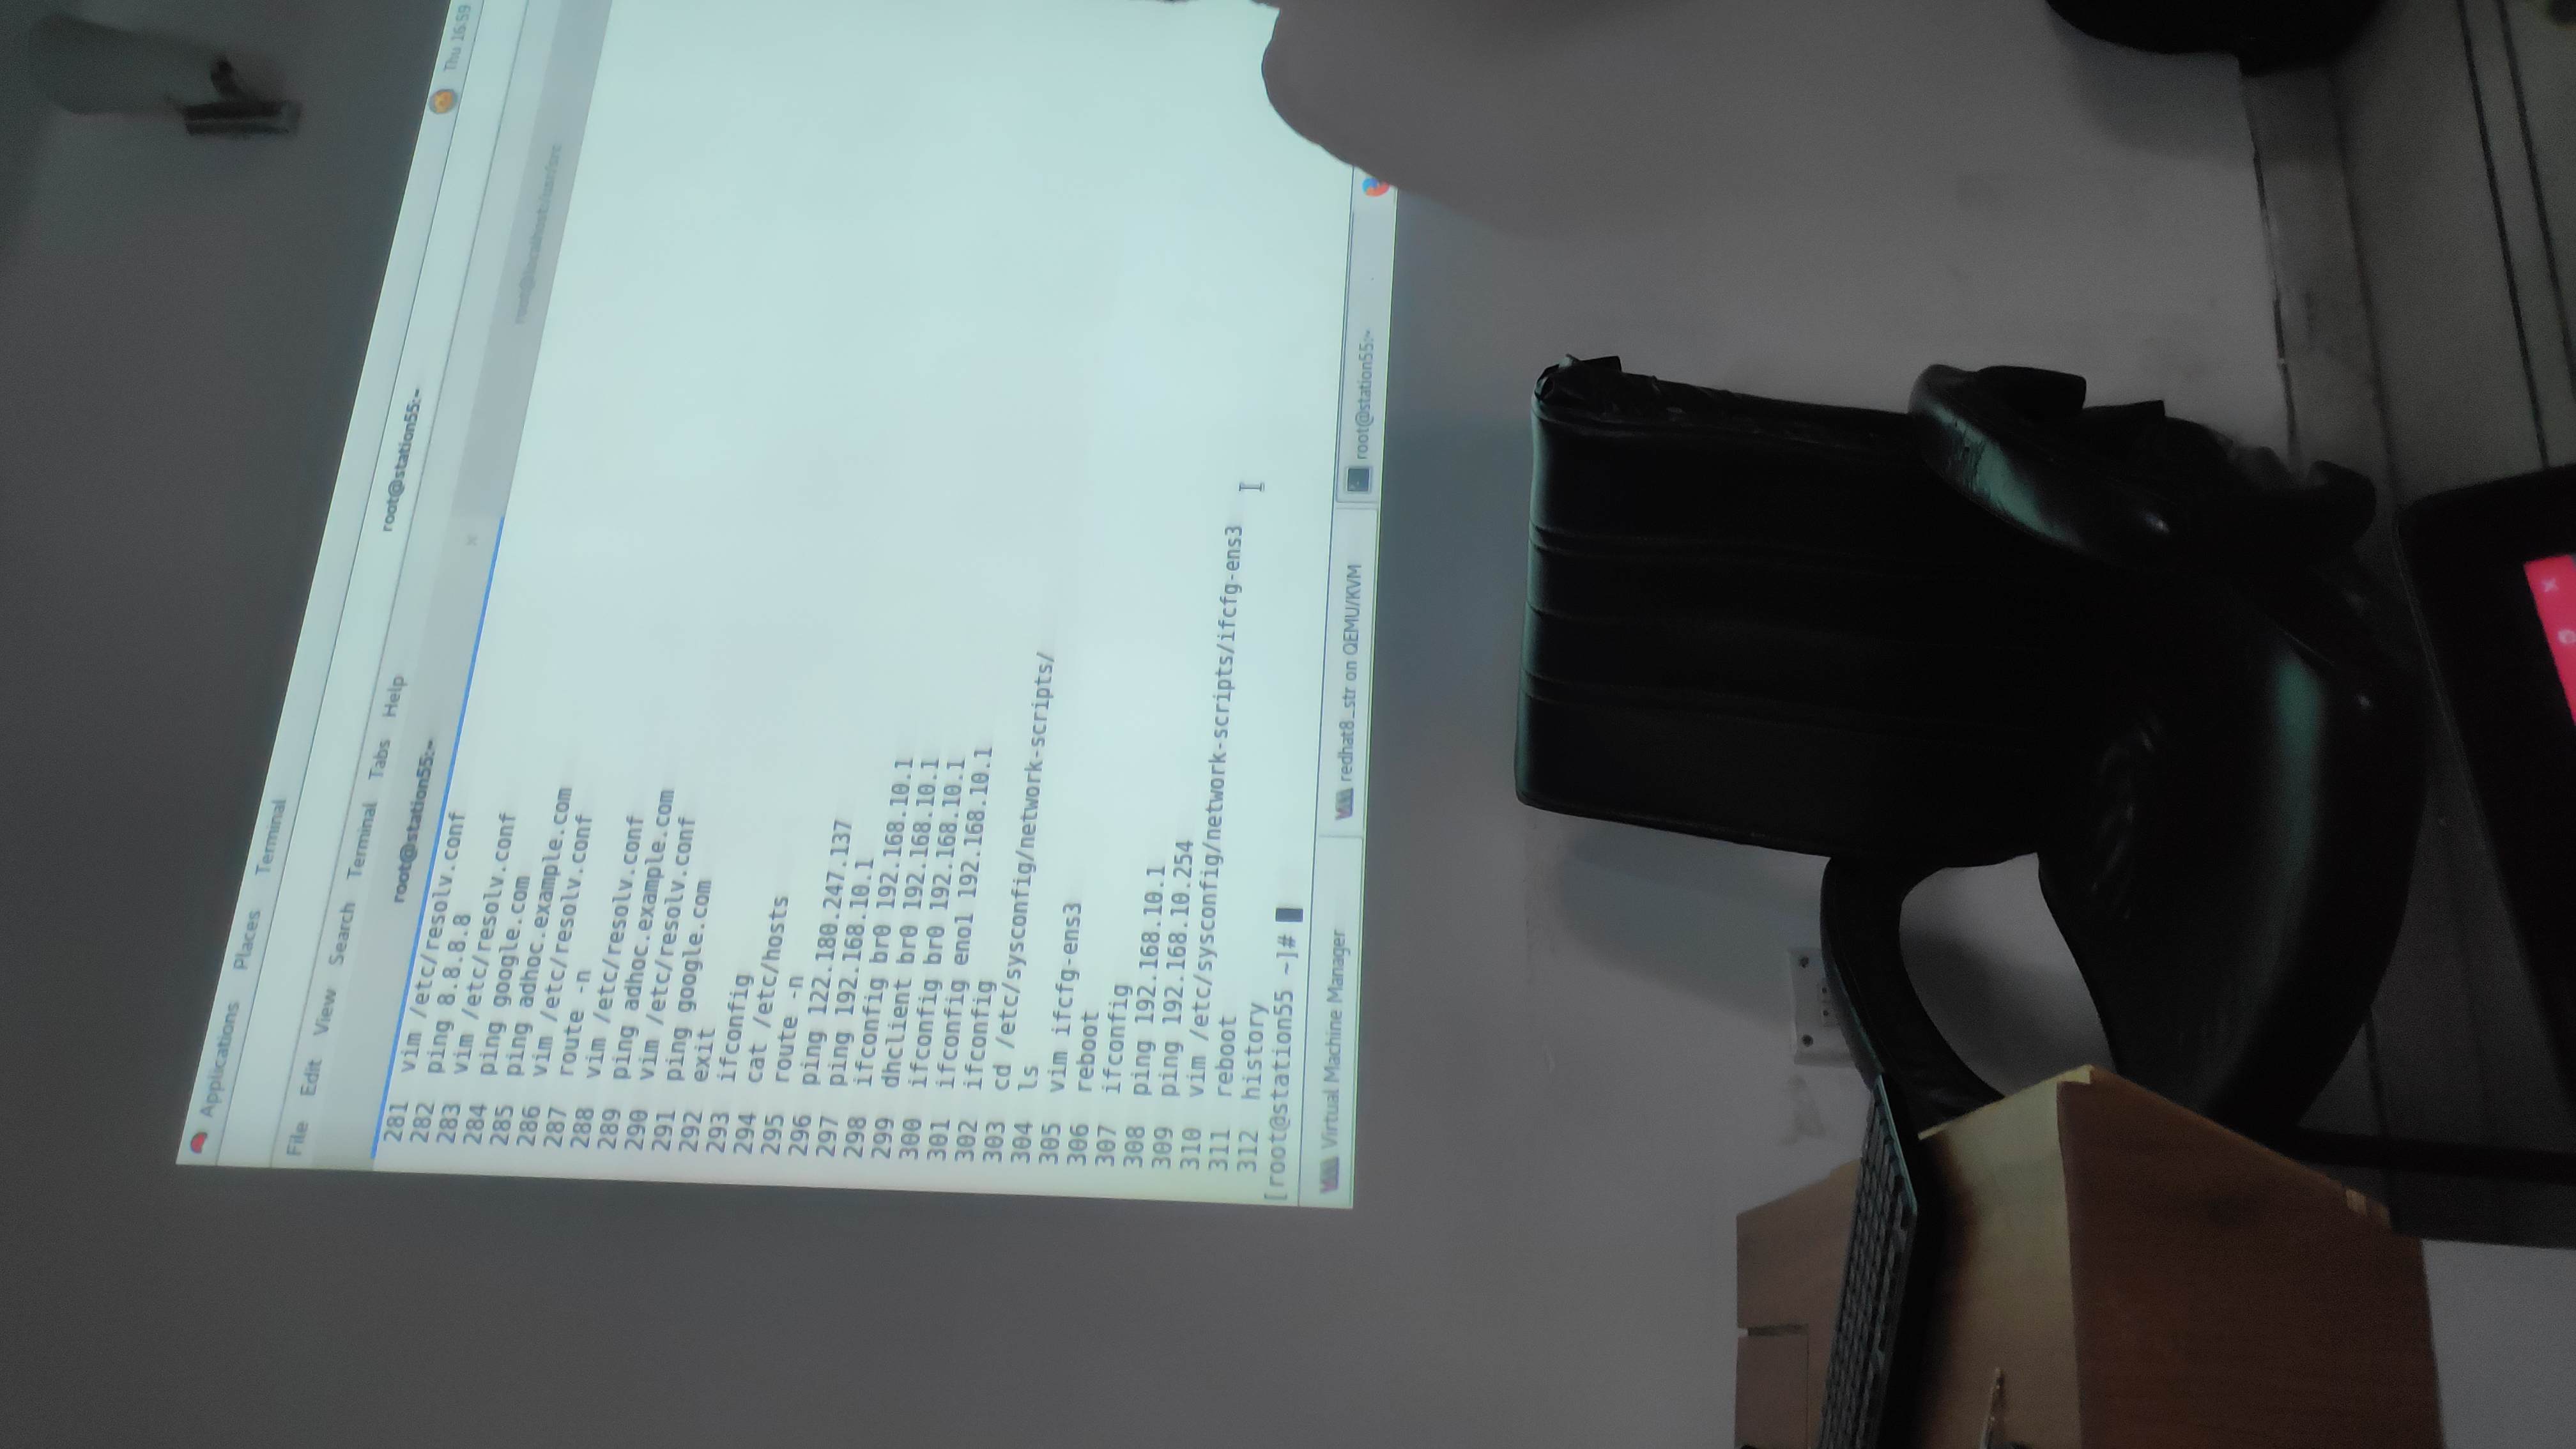 Applications Places Terminal
root@station55:~
Thu 16:59
File Edit View Search Terminal Tabs Help
root@station55:~
root@localhost:/usr/src
281 vim /etc/resolv.conf
282 ping 8.8.8.8
283 vim /etc/resolv.conf
284 ping google.com
285 ping adhoc.example.com
286 vim /etc/resolv.conf
287 route -n
288 vim /etc/resolv.conf
289 ping adhoc.example.com
290 vim /etc/resolv.conf
291 ping google.com
292 exit
293 ifconfig
294 cat /etc/hosts
295 route -n
296 ping 122.180.247.137
297 ping 192.168.10.1
298 ifconfig br0 192.168.10.1
299 dhclient br0 192.168.10.1
300 ifconfig br0 192.168.10.1
301 ifconfig eno1 192.168.10.1
302 ifconfig
303 cd /etc/sysconfig/network-scripts/
304 ls
305 vim ifcfg-ens3
306 reboot
307 ifconfig
308 ping 192.168.10.1
309 ping 192.168.10.254
310 vim /etc/sysconfig/network-scripts/ifcfg-ens3
311 reboot
312 history
[root@station55 ~]#
Virtual Machine Manager
redhat8_str on QEMU/KVM
root@station55:~